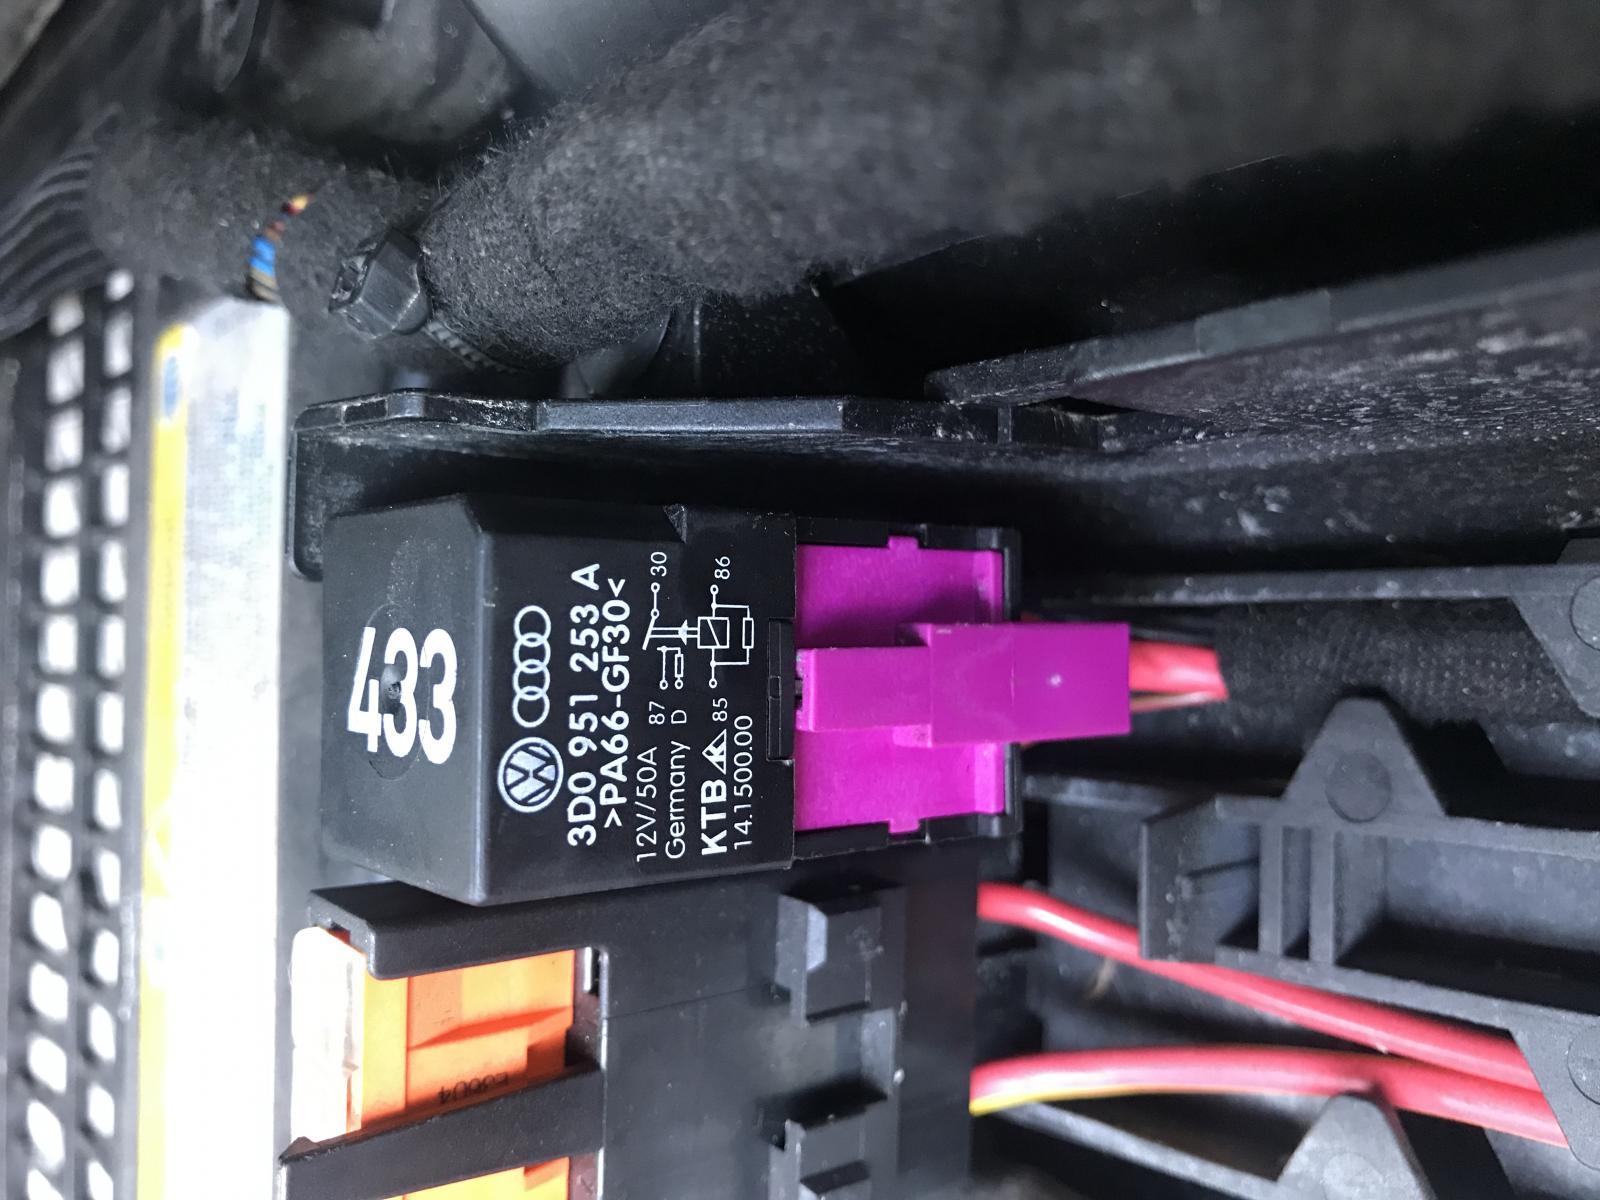 433
3D0 951 253 A
>PA66-GF30<
12V/50A 87 30
Germany D
KTB 85 86
14.1500.00